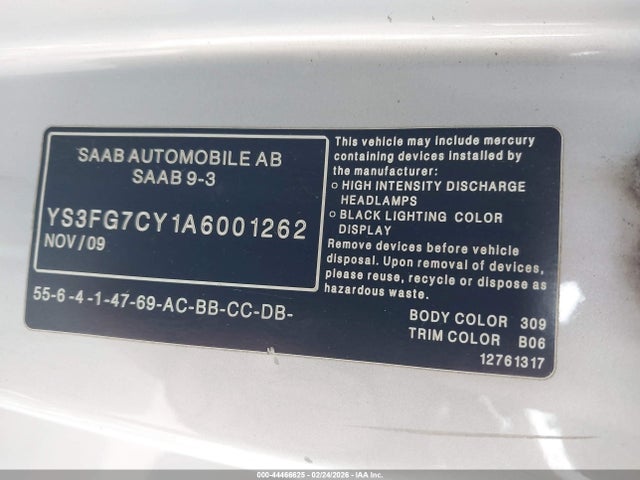 SAAB AUTOMOBILE AB
SAAB 9-3
YS3FG7CY1A6001262
NOV/09
55-6-4-1-47-69-AC-BB-CC-DB-
This vehicle may include mercury
containing devices installed by
the manufacturer:
○ HIGH INTENSITY DISCHARGE
HEADLAMPS
○ BLACK LIGHTING COLOR
DISPLAY
Remove devices before vehicle
disposal. Upon removal of devices,
please reuse, recycle or dispose as
hazardous waste.
BODY COLOR 309
TRIM COLOR B06
12761317
000-44466625 - 02/24/2026 - IAA Inc.